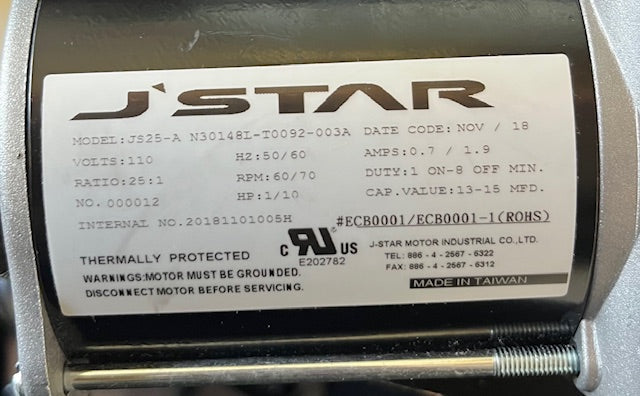 J'STAR
MODEL:JS25-A N30148L-T0092-003A DATE CODE:NOV / 18
VOLTS:110 HZ:50/60 AMPS:0.7 / 1.9
RATIO:25:1 RPM:60/70 DUTY:1 ON-8 OFF MIN.
NO. 000012 HP:1/10 CAP.VALUE:13-15 MFD.
INTERNAL NO.20181101005H #ECB0001/ECB0001-1(ROHS)
THERMALLY PROTECTED
C RU US
E202782
J-STAR MOTOR INDUSTRIAL CO.,LTD.
TEL: 886 - 4 - 2567 - 6322
FAX: 886 - 4 - 2567 - 6312
WARNINGS:MOTOR MUST BE GROUNDED.
DISCONNECT MOTOR BEFORE SERVICING.
MADE IN TAIWAN